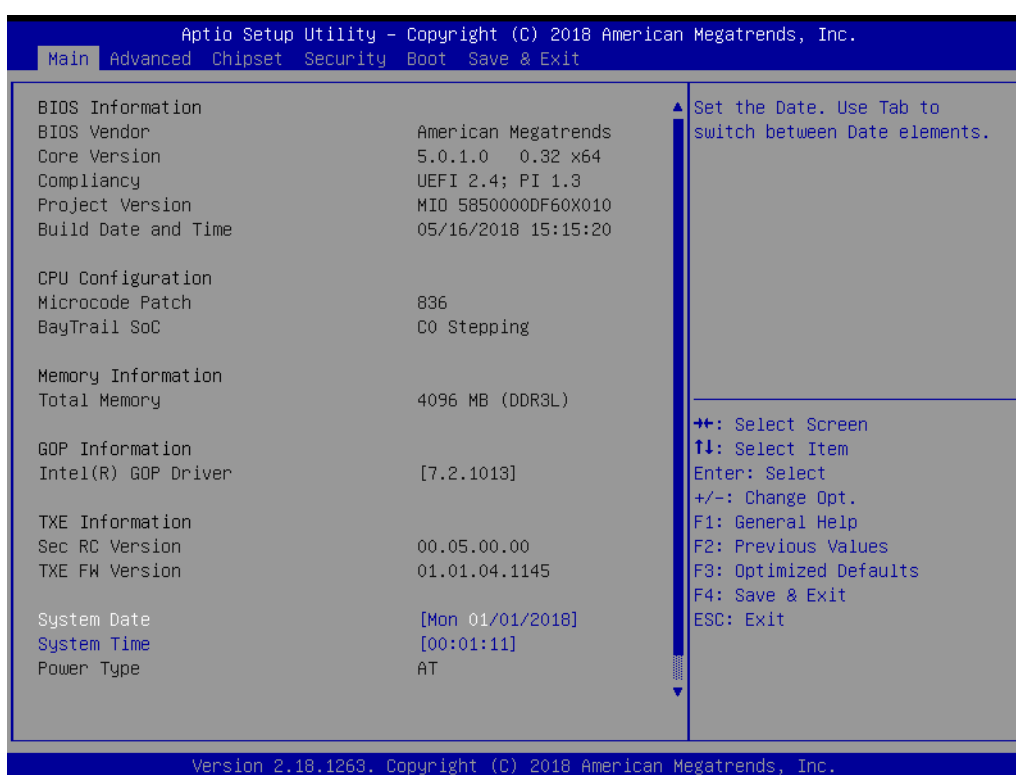 Aptio Setup Utility – Copyright (C) 2018 American Megatrends, Inc.
Main Advanced Chipset Security Boot Save & Exit
BIOS Information
BIOS Vendor American Megatrends
Core Version 5.0.1.0 0.32 x64
Compliancy UEFI 2.4; PI 1.3
Project Version MIO 5850000DF60X010
Build Date and Time 05/16/2018 15:15:20
CPU Configuration
Microcode Patch 836
BayTrail SoC C0 Stepping
Memory Information
Total Memory 4096 MB (DDR3L)
GOP Information
Intel(R) GOP Driver [7.2.1013]
TXE Information
Sec RC Version 00.05.00.00
TXE FW Version 01.01.04.1145
System Date [Mon 01/01/2018]
System Time [00:01:11]
Power Type AT
Set the Date. Use Tab to
switch between Date elements.
→←: Select Screen
↑↓: Select Item
Enter: Select
+/-: Change Opt.
F1: General Help
F2: Previous Values
F3: Optimized Defaults
F4: Save & Exit
ESC: Exit
Version 2.18.1263. Copyright (C) 2018 American Megatrends, Inc.